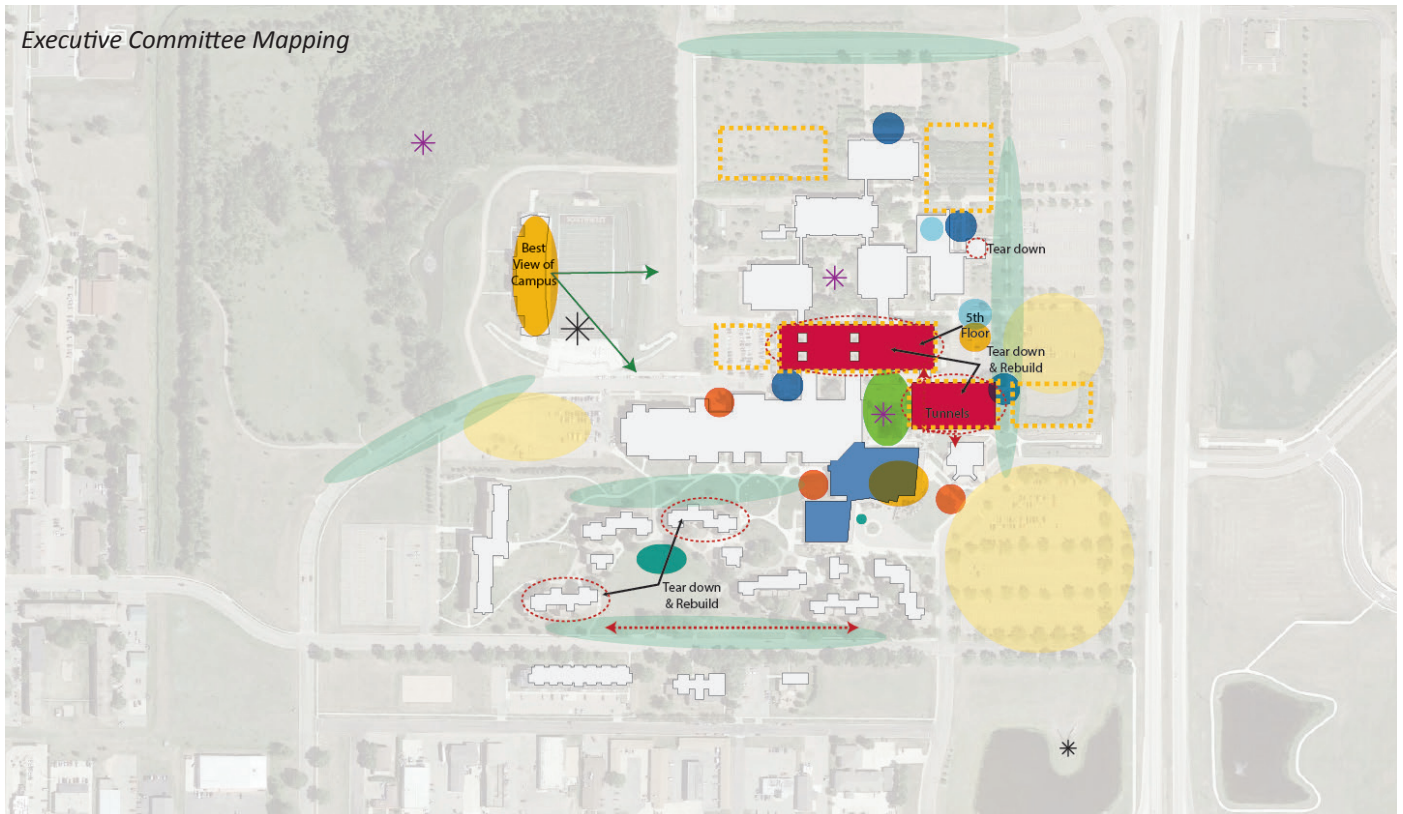 Executive Committee Mapping
Best
View of
Campus
Tear down
5th
Floor
Tear down
& Rebuild
Tunnels
Tear down
& Rebuild